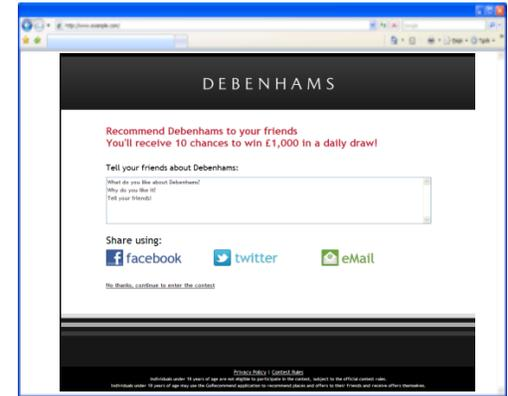 http://www.example.com/
DEBENHAMS
Recommend Debenhams to your friends
You'll receive 10 chances to win £1,000 in a daily draw!
Tell your friends about Debenhams:
What do you like about Debenhams?
Why do you like it?
Tell your friends!
Share using:
facebook twitter eMail
No thanks, continue to enter the contest
Privacy Policy | Contest Rules
Individuals under 18 years of age are not eligible to participate in the contest, subject to the official contest rules.
Individuals under 18 years of age may use the GoRecommend application to recommend places and offers to their friends and receive offers themselves.